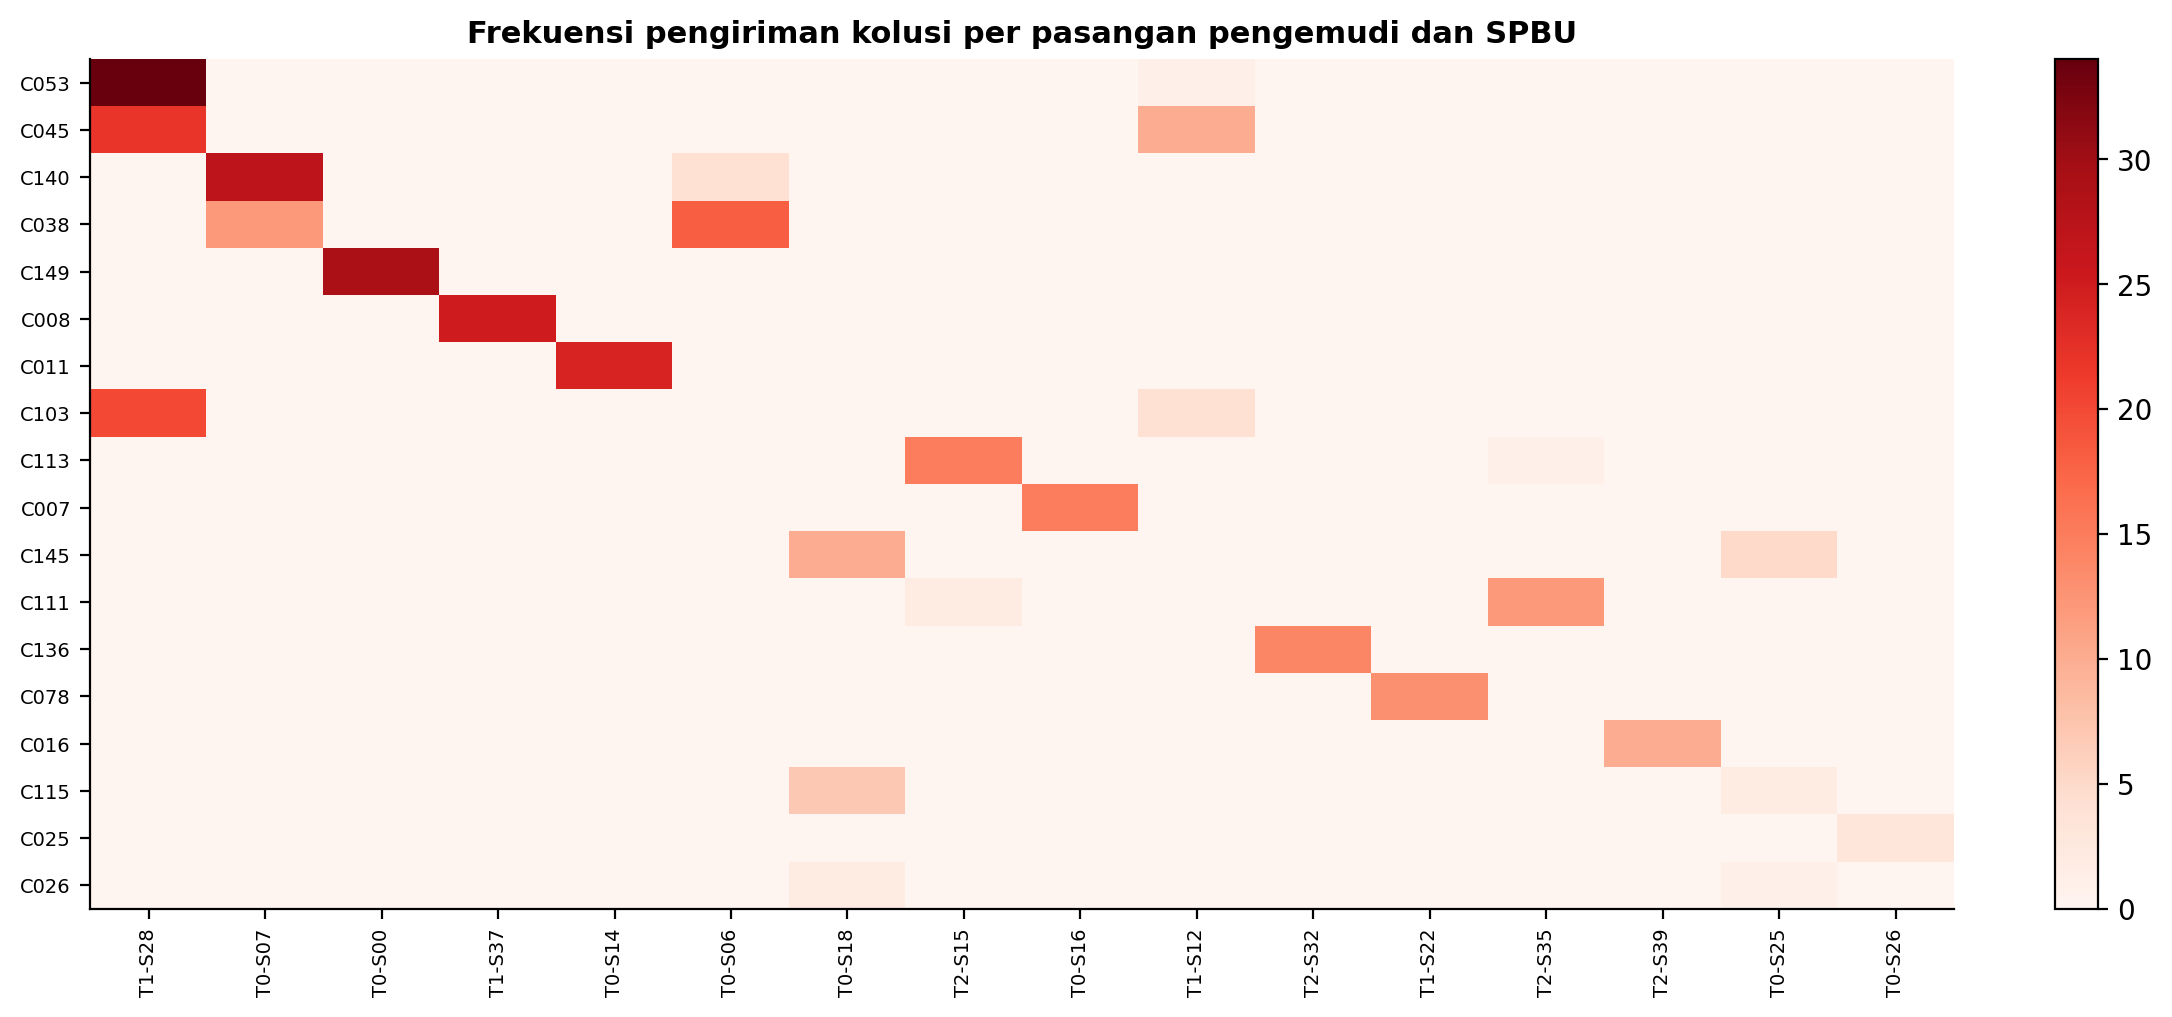 Frekuensi pengiriman kolusi per pasangan pengemudi dan SPBU
C053
C045
C140
C038
C149
C008
C011
C103
C113
C007
C145
C111
C136
C078
C016
C115
C025
C026
T1-S28
T0-S07
T0-S00
T1-S37
T0-S14
T0-S06
T0-S18
T2-S15
T0-S16
T1-S12
T2-S32
T1-S22
T2-S35
T2-S39
T0-S25
T0-S26
30
25
20
15
10
5
0